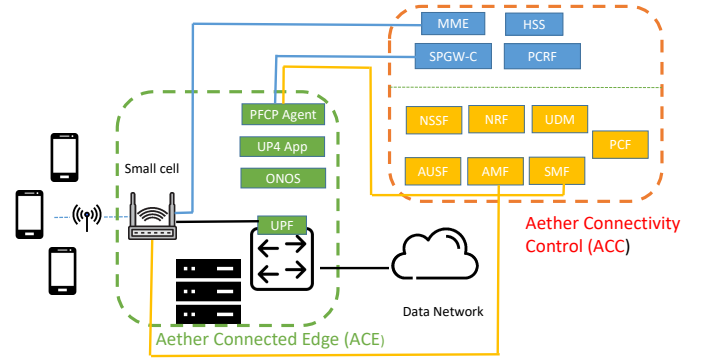 MME
HSS
SPGW-C
PCRF
PFCP Agent
NSSF
NRF
UDM
PCF
UP4 App
Small cell
ONOS
AUSF
AMF
SMF
UPF
Aether Connectivity
Control (ACC)
Data Network
Aether Connected Edge (ACE)